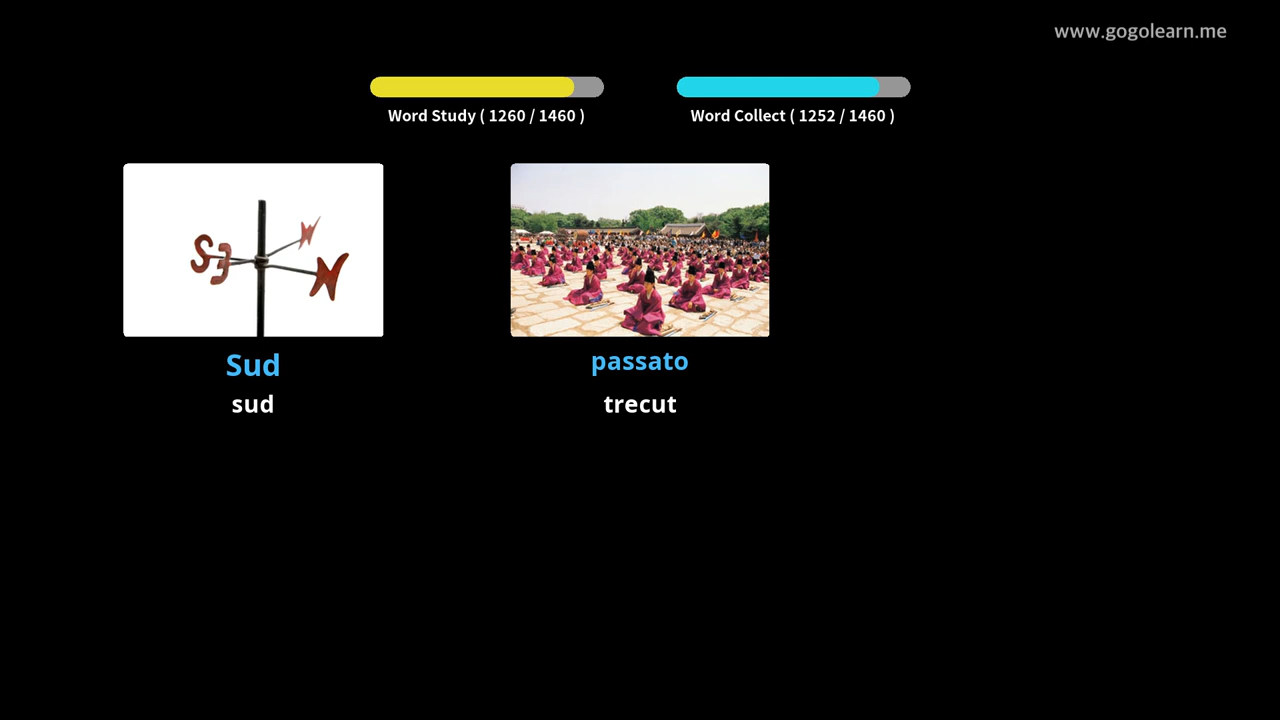 www.gogolearn.me
Word Study ( 1260 / 1460 )
Word Collect ( 1252 / 1460 )
S E N W
Sud
sud
passato
trecut